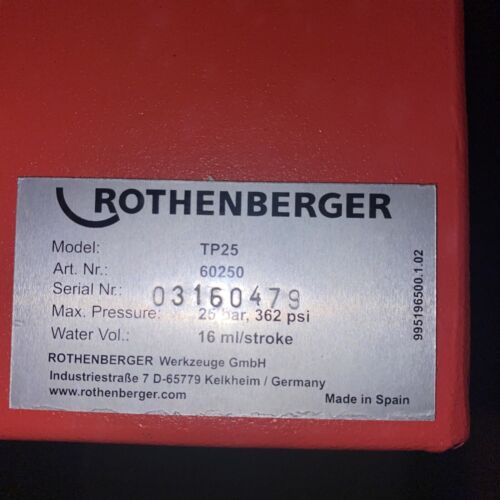 ROTHENBERGER
Model: TP25
Art. Nr.: 60250
Serial Nr.: 03160479
Max. Pressure: 25 bar, 362 psi
Water Vol.: 16 ml/stroke
ROTHENBERGER Werkzeuge GmbH
Industriestraße 7 D-65779 Kelkheim / Germany
www.rothenberger.com
Made in Spain
995196500.1.02